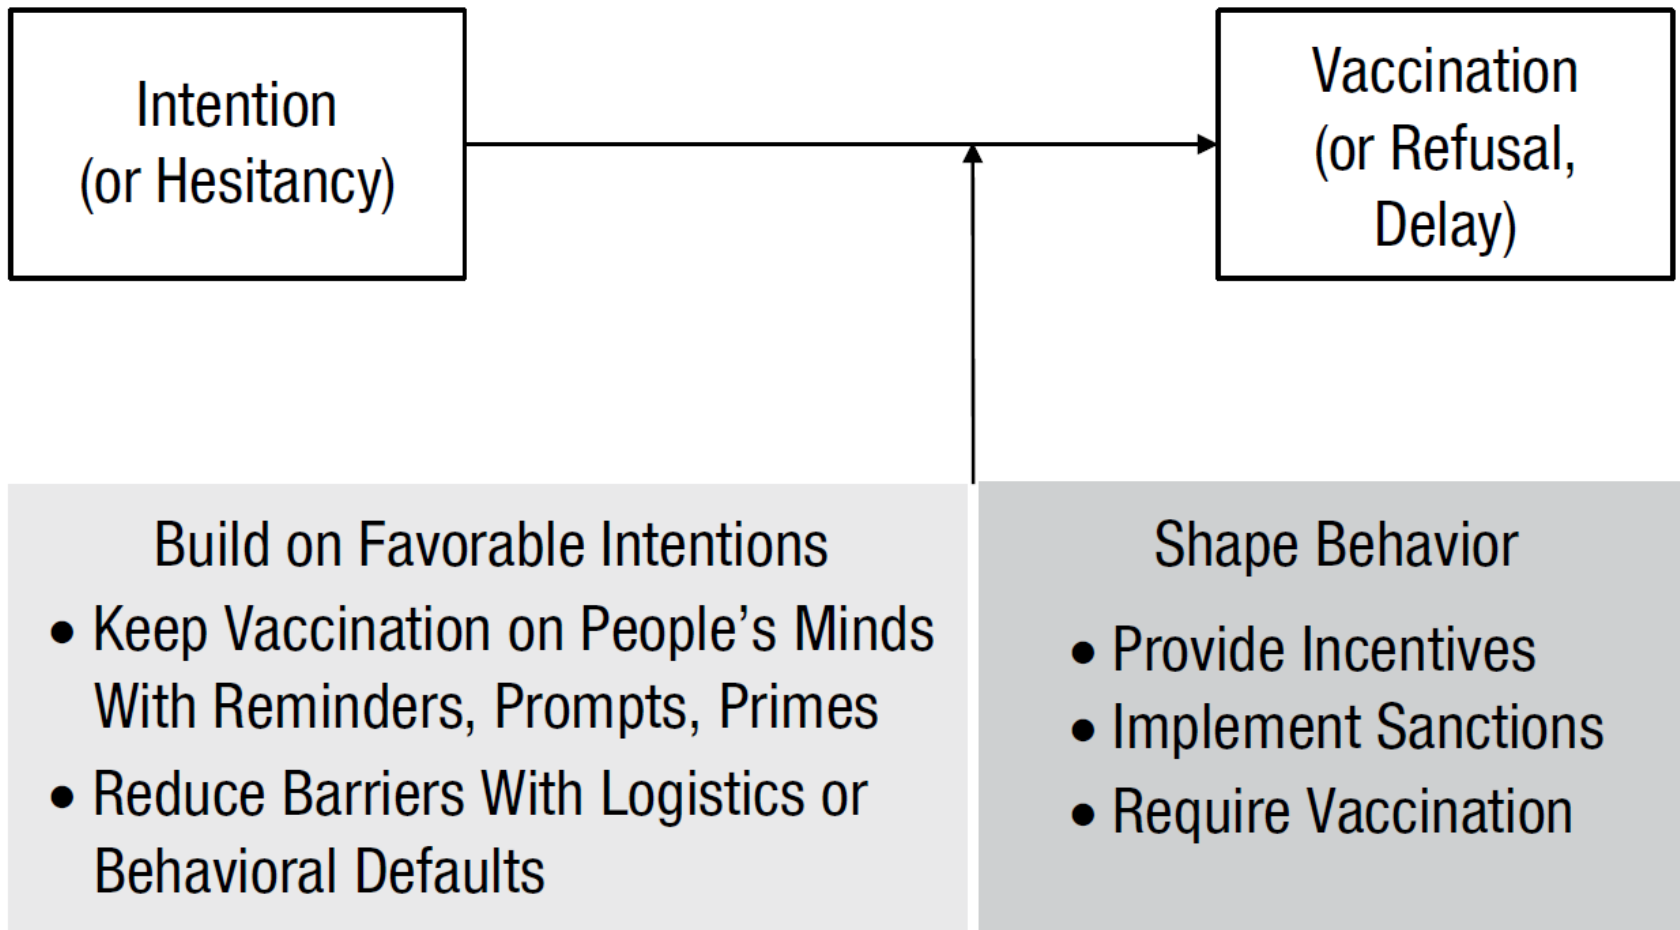 Intention
(or Hesitancy)
Vaccination
(or Refusal,
Delay)
Build on Favorable Intentions
● Keep Vaccination on People’s Minds
With Reminders, Prompts, Primes
● Reduce Barriers With Logistics or
Behavioral Defaults
Shape Behavior
● Provide Incentives
● Implement Sanctions
● Require Vaccination